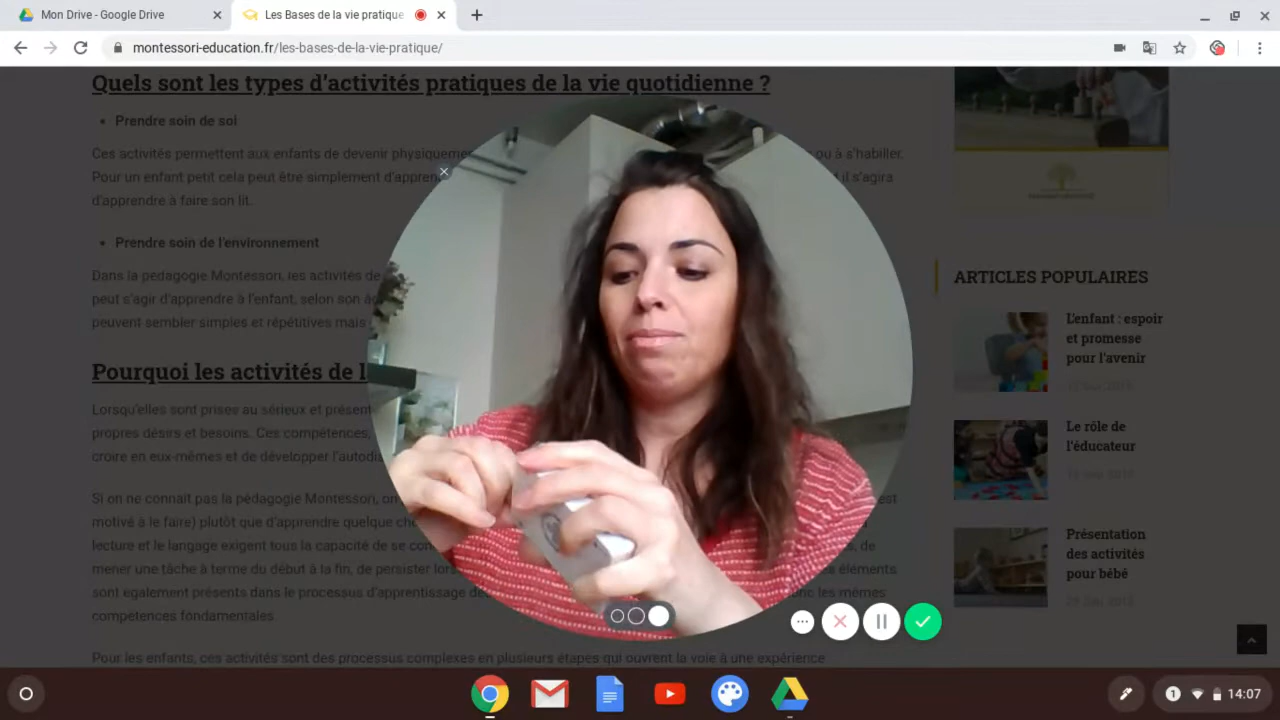 Mon Drive - Google Drive
Les Bases de la vie pratique
montessori-education.fr/les-bases-de-la-vie-pratique/
Quels sont les types d'activités pratiques de la vie quotidienne ?
Prendre soin de soi
Ces activités permettent aux enfants de devenir physiqueme
ou à s'habiller.
Pour un enfant petit cela peut être simplement d'appren
il s'agira
d'apprendre à faire son lit.
Prendre soin de l'environnement
Dans la pédagogie Montessori, les activités de
peut s'agir d'apprendre à l'enfant, selon son
peuvent sembler simples et répétitives mais
Pourquoi les activités de l
Lorsqu'elles sont prises au sérieux et présent
propres désirs et besoins. Ces compétences,
croire en eux-mêmes et de développer l'autodi
Si on ne connait pas la pédagogie Montessori, on
est
motivé à le faire) plutôt que d'apprendre quelque cho
lecture et le langage exigent tous la capacité de se con
de
mener une tâche à terme du début à la fin, de persister lors
éléments
sont également présents dans le processus d'apprentissage de
les mêmes
compétences fondamentales
Pour les enfants, ces activités sont des processus complexes en plusieurs étapes qui ouvrent la voie à une expérience
ARTICLES POPULAIRES
L'enfant : espoir
et promesse
pour l'avenir
Le rôle de
l'éducateur
Présentation
des activités
pour bébé
1
14:07